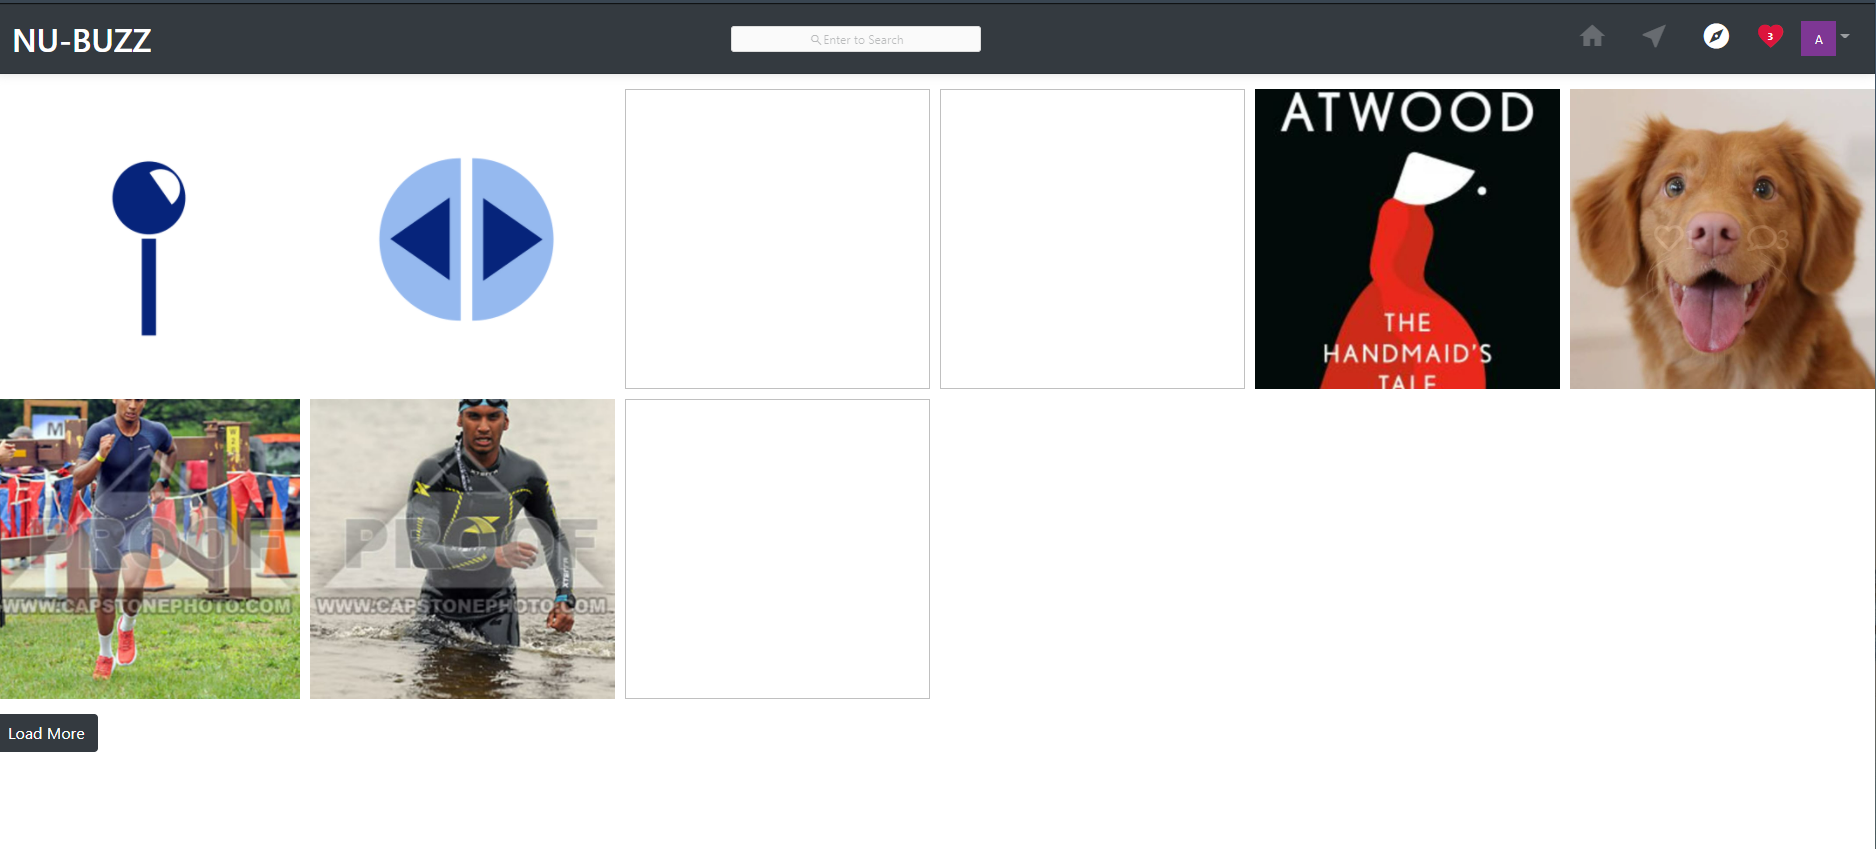 NU-BUZZ
Enter to Search
3
A
ATWOOD
THE
HANDMAID'S
TALE
3
M
PROOF
WWW.CAPSTONEPHOTO.COM
PROOF
WWW.CAPSTONEPHOTO.COM
Load More